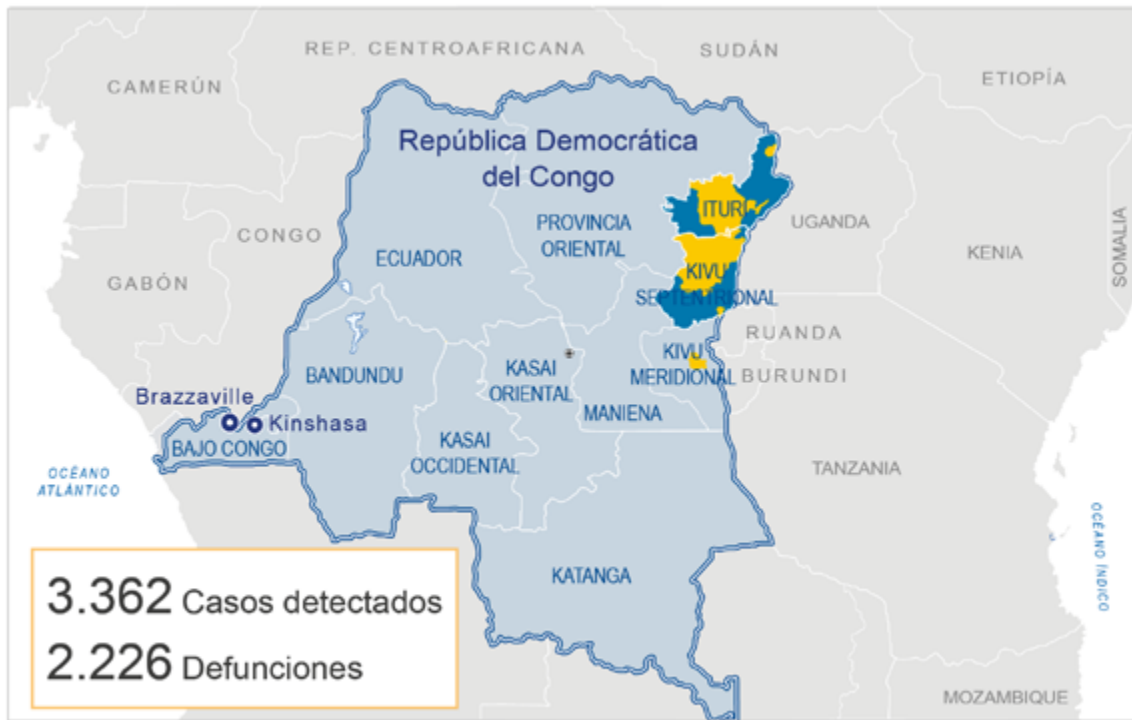 REP. CENTROAFRICANA
SUDÁN
CAMERÚN
ETIOPÍA
República Democrática
del Congo
ITURI
UGANDA
PROVINCIA
ORIENTAL
CONGO
ECUADOR
KENIA
SOMALIA
GABÓN
KIVU
SEPTENTRIONAL
RUANDA
KIVU
MERIDIONAL
BURUNDI
KASAI
ORIENTAL
BANDUNDU
MANIENA
Brazzaville
Kinshasa
BAJO CONGO
KASAI
OCCIDENTAL
TANZANIA
OCÉANO
ATLÁNTICO
OCÉANO ÍNDICO
KATANGA
3.362 Casos detectados
2.226 Defunciones
MOZAMBIQUE